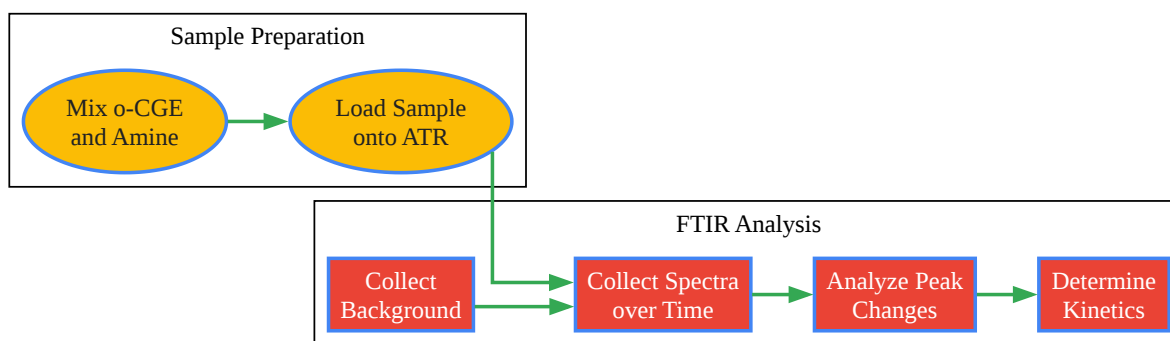 Sample Preparation
Mix o-CGE
and Amine
Load Sample
onto ATR
FTIR Analysis
Collect
Background
Collect Spectra
over Time
Analyze Peak
Changes
Determine
Kinetics